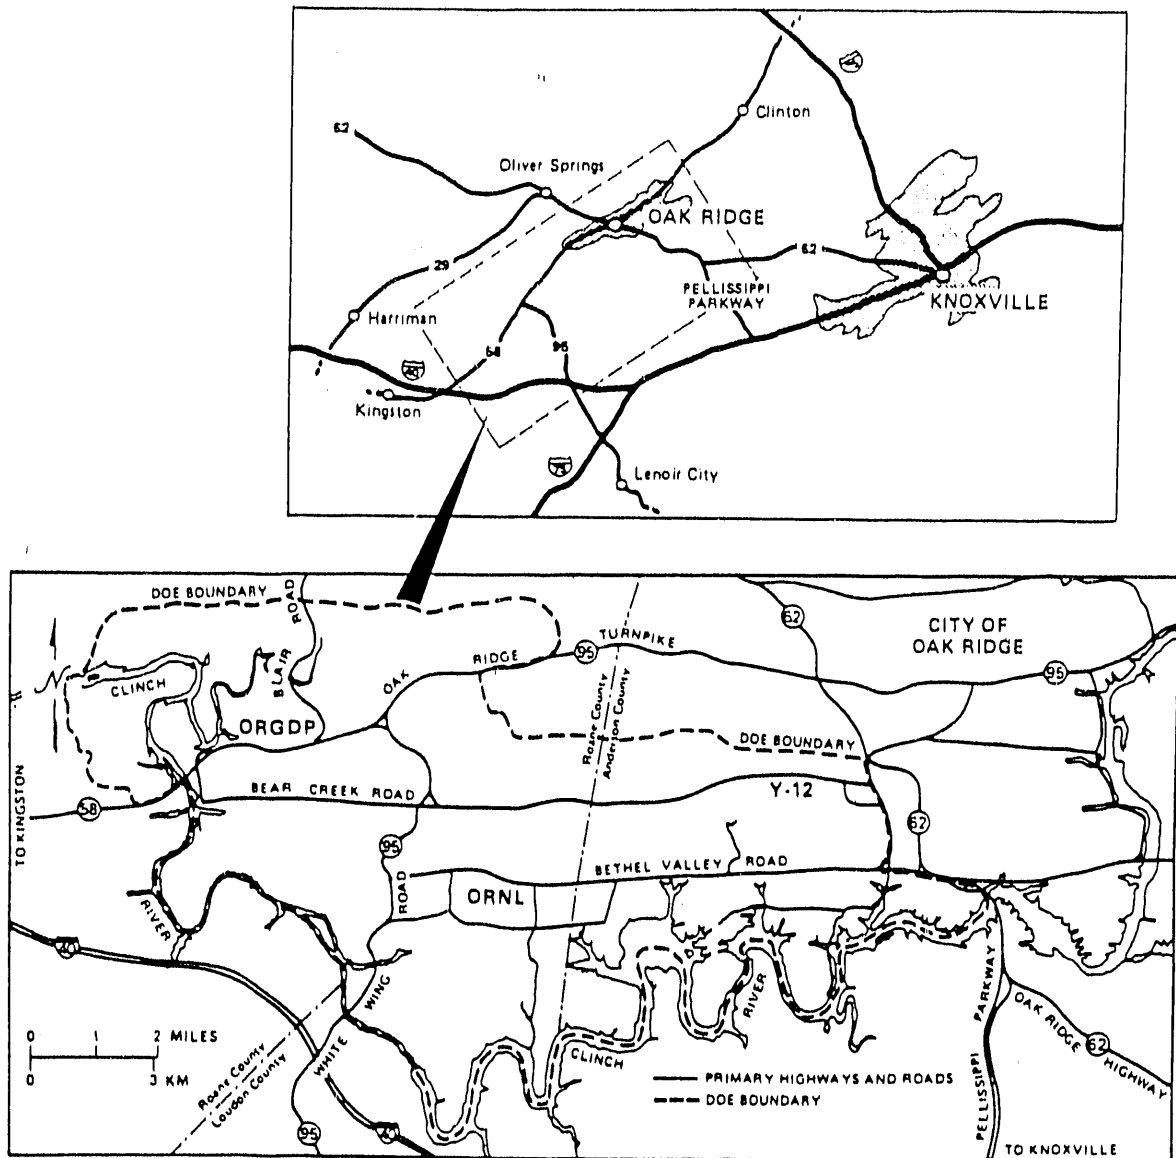 Clinton
62
Oliver Springs
OAK RIDGE
62
29
PELLISSIPPI
PARKWAY
KNOXVILLE
Harriman
58
95
40
Kingston
75
Lenoir City
DOE BOUNDARY
BLAIR ROAD
62
CITY OF
OAK RIDGE
OAK RIDGE TURNPIKE
95
95
N
CLINCH
ORGDP
Roane County
Anderson County
DOE BOUNDARY
TO KINGSTON
58
BEAR CREEK ROAD
Y-12
62
95
BETHEL VALLEY ROAD
ORNL
RIVER
40
WHITE WING ROAD
RIVER
CLINCH
PELLISSIPPI PARKWAY
OAK RIDGE HIGHWAY
62
0 1 2 MILES
0 3 KM
Roane County
Loudon County
PRIMARY HIGHWAYS AND ROADS
DOE BOUNDARY
95
40
TO KNOXVILLE